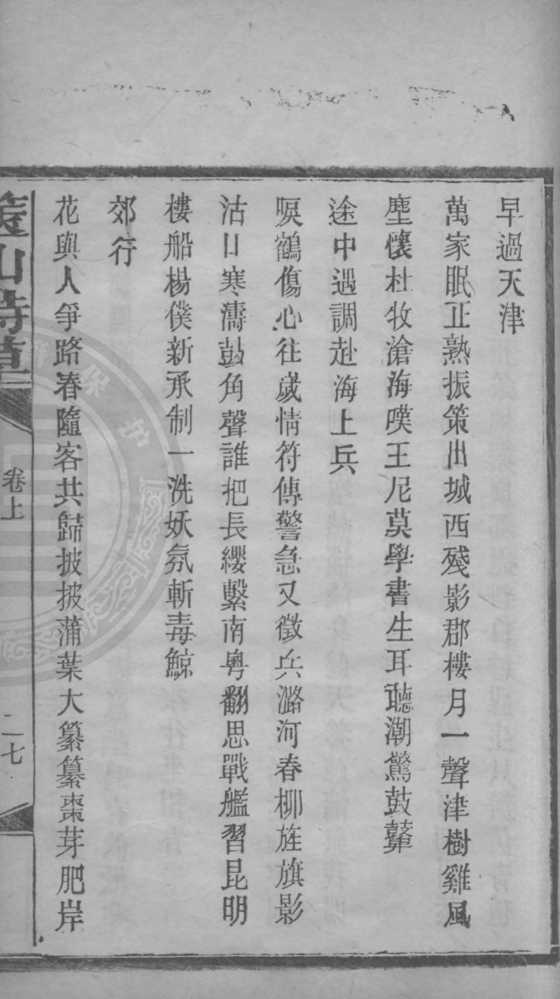 早過天津
萬家眠正熟振策出城西殘影郡樓月一聲津樹雞風
塵懷杜牧滄海嘆王尼莫學書生耳聽潮驚鼓鼙
途中遇調赴海上兵
唳鶴傷心往歲情符傳警急又徵兵潞河春柳旌旗影
沽口寒濤鼓角聲誰把長纓繫南粵翻思戰艦習昆明
樓船楊僕新承制一洗妖氛斬毒鯨
郊行
花與人爭路春隨客共歸披披蒲葉大纂纂棗芽肥岸
山詩草
卷上
二七